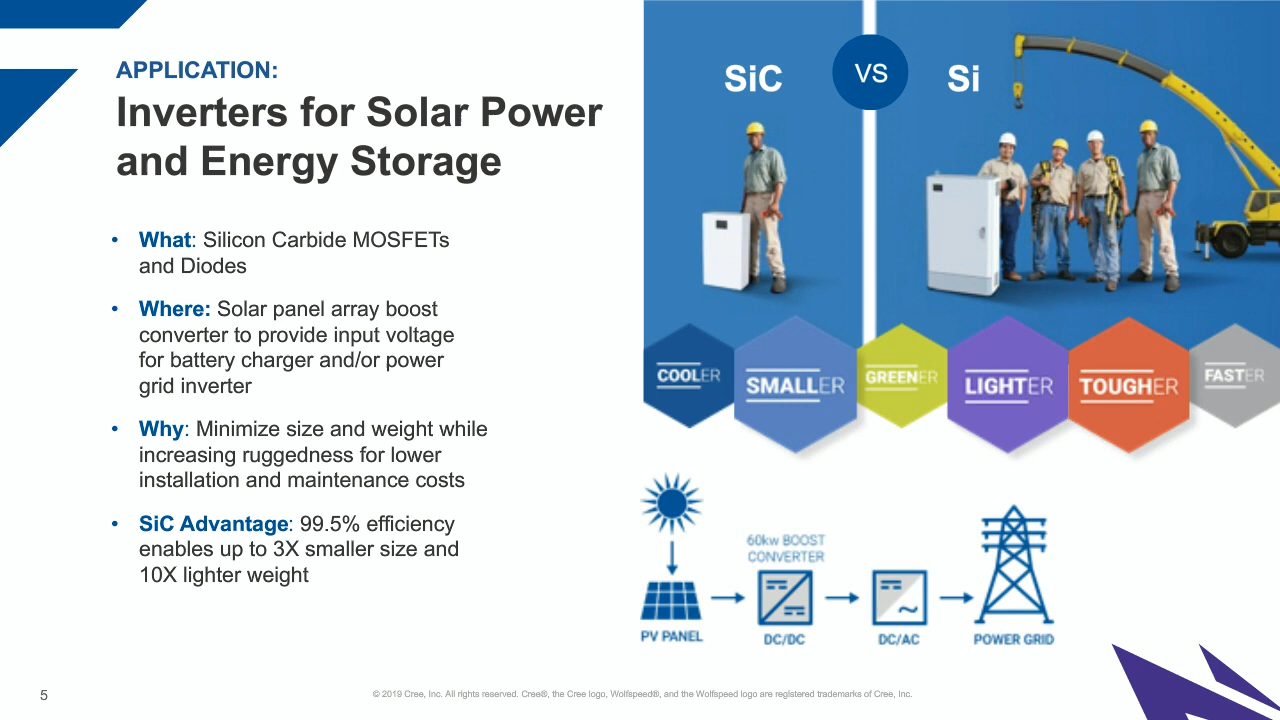 APPLICATION:
Inverters for Solar Power
and Energy Storage
• What: Silicon Carbide MOSFETs
and Diodes
• Where: Solar panel array boost
converter to provide input voltage
for battery charger and/or power
grid inverter
• Why: Minimize size and weight while
increasing ruggedness for lower
installation and maintenance costs
• SiC Advantage: 99.5% efficiency
enables up to 3X smaller size and
10X lighter weight
SiC VS Si
COOLER SMALLER GREENER LIGHTER TOUGHER FASTER
60kw BOOST
CONVERTER
PV PANEL DC/DC DC/AC POWER GRID
5
© 2019 Cree, Inc. All rights reserved. Cree®, the Cree logo, Wolfspeed®, and the Wolfspeed logo are registered trademarks of Cree, Inc.